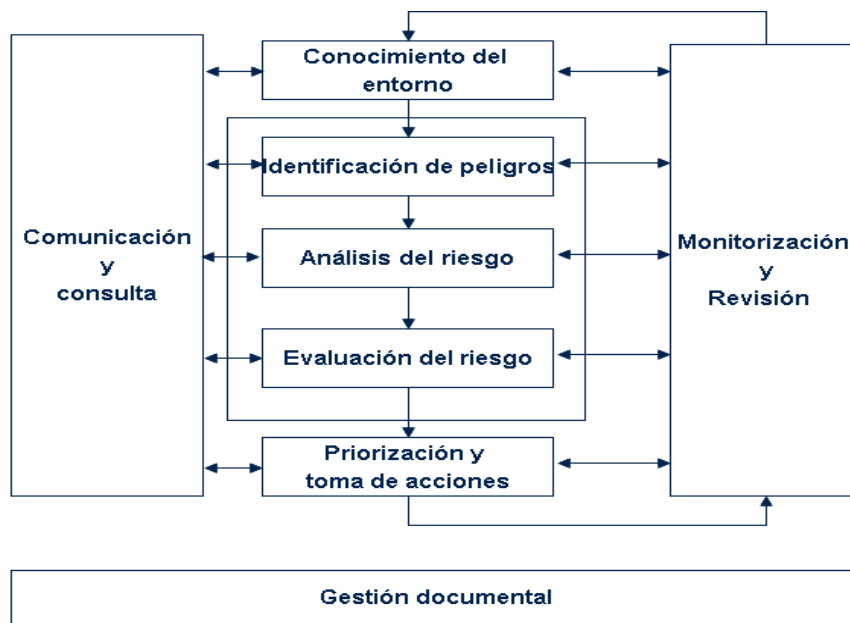 Conocimiento del
entorno
Identificación de peligros
Comunicación
y
consulta
Análisis del riesgo
Monitorización
y
Revisión
Evaluación del riesgo
Priorización y
toma de acciones
Gestión documental